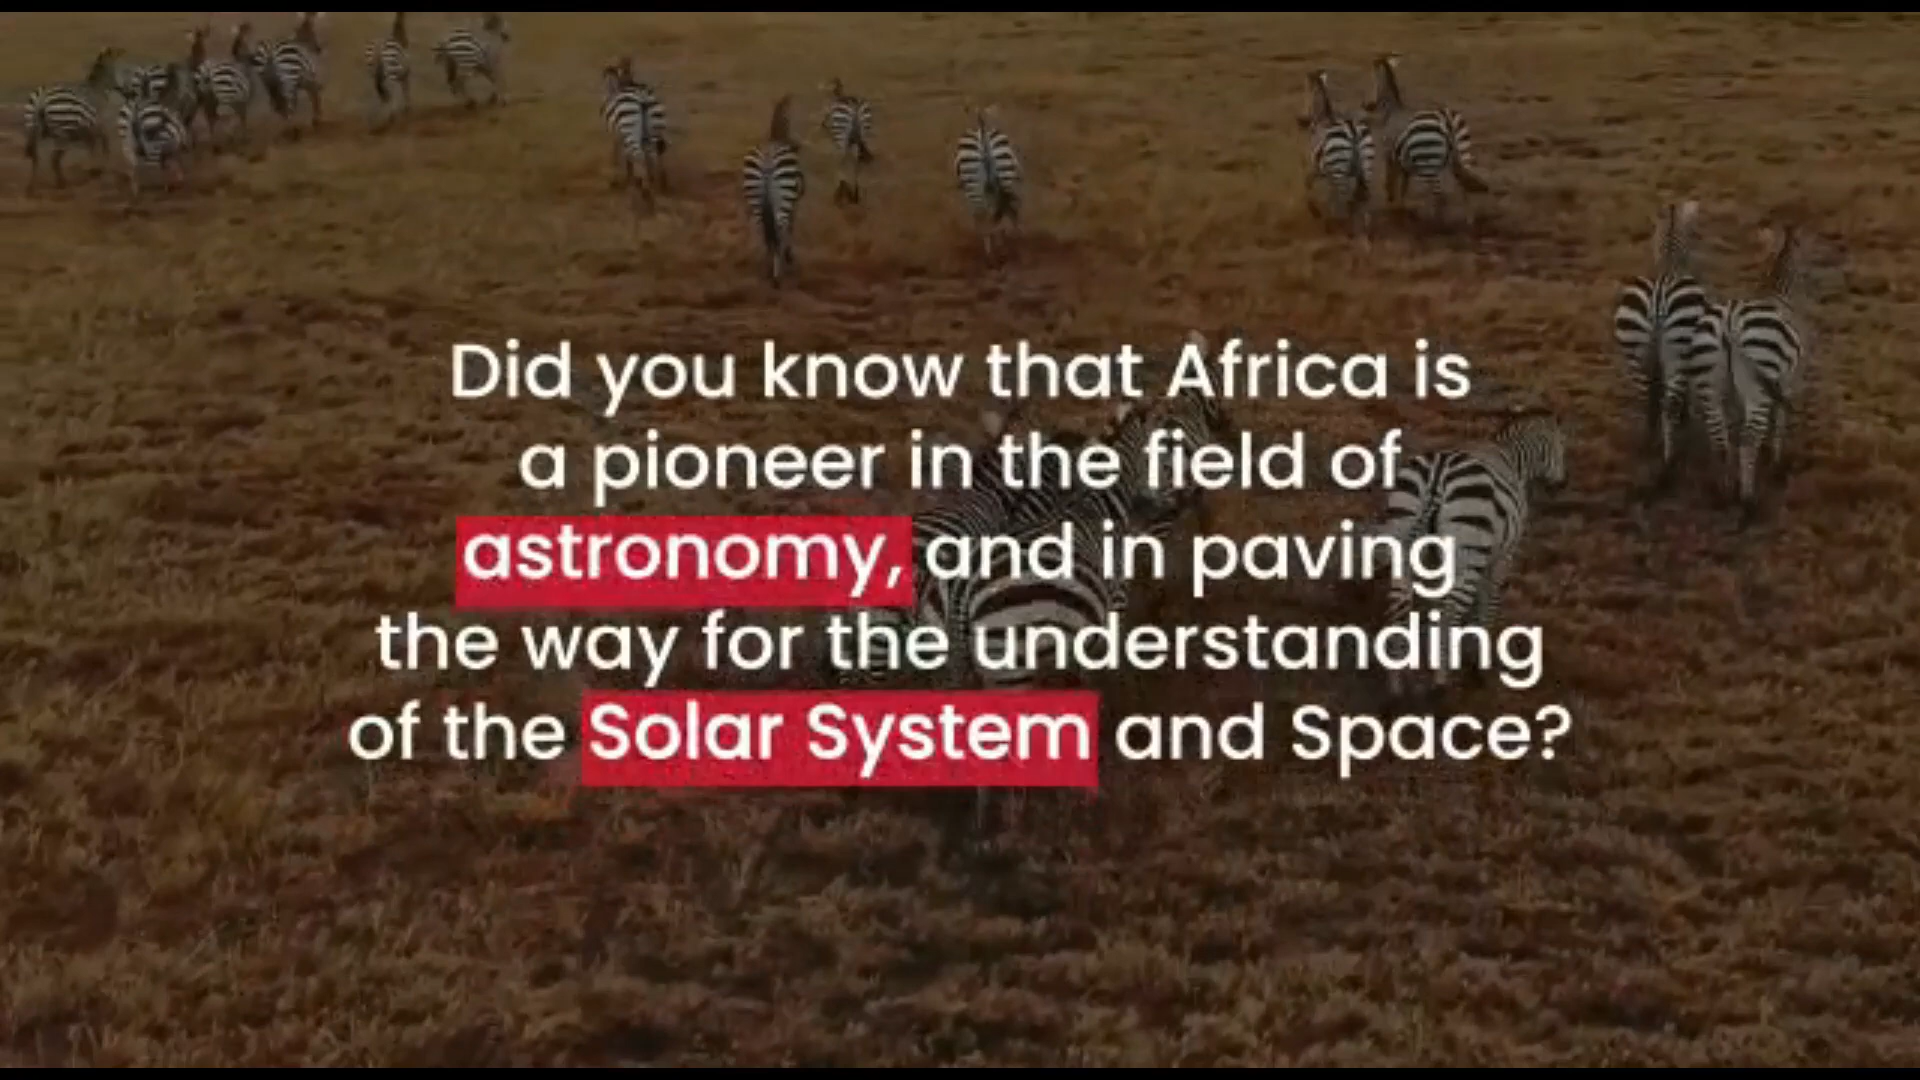 Did you know that Africa is
a pioneer in the field of
astronomy, and in paving
the way for the understanding
of the Solar System and Space?